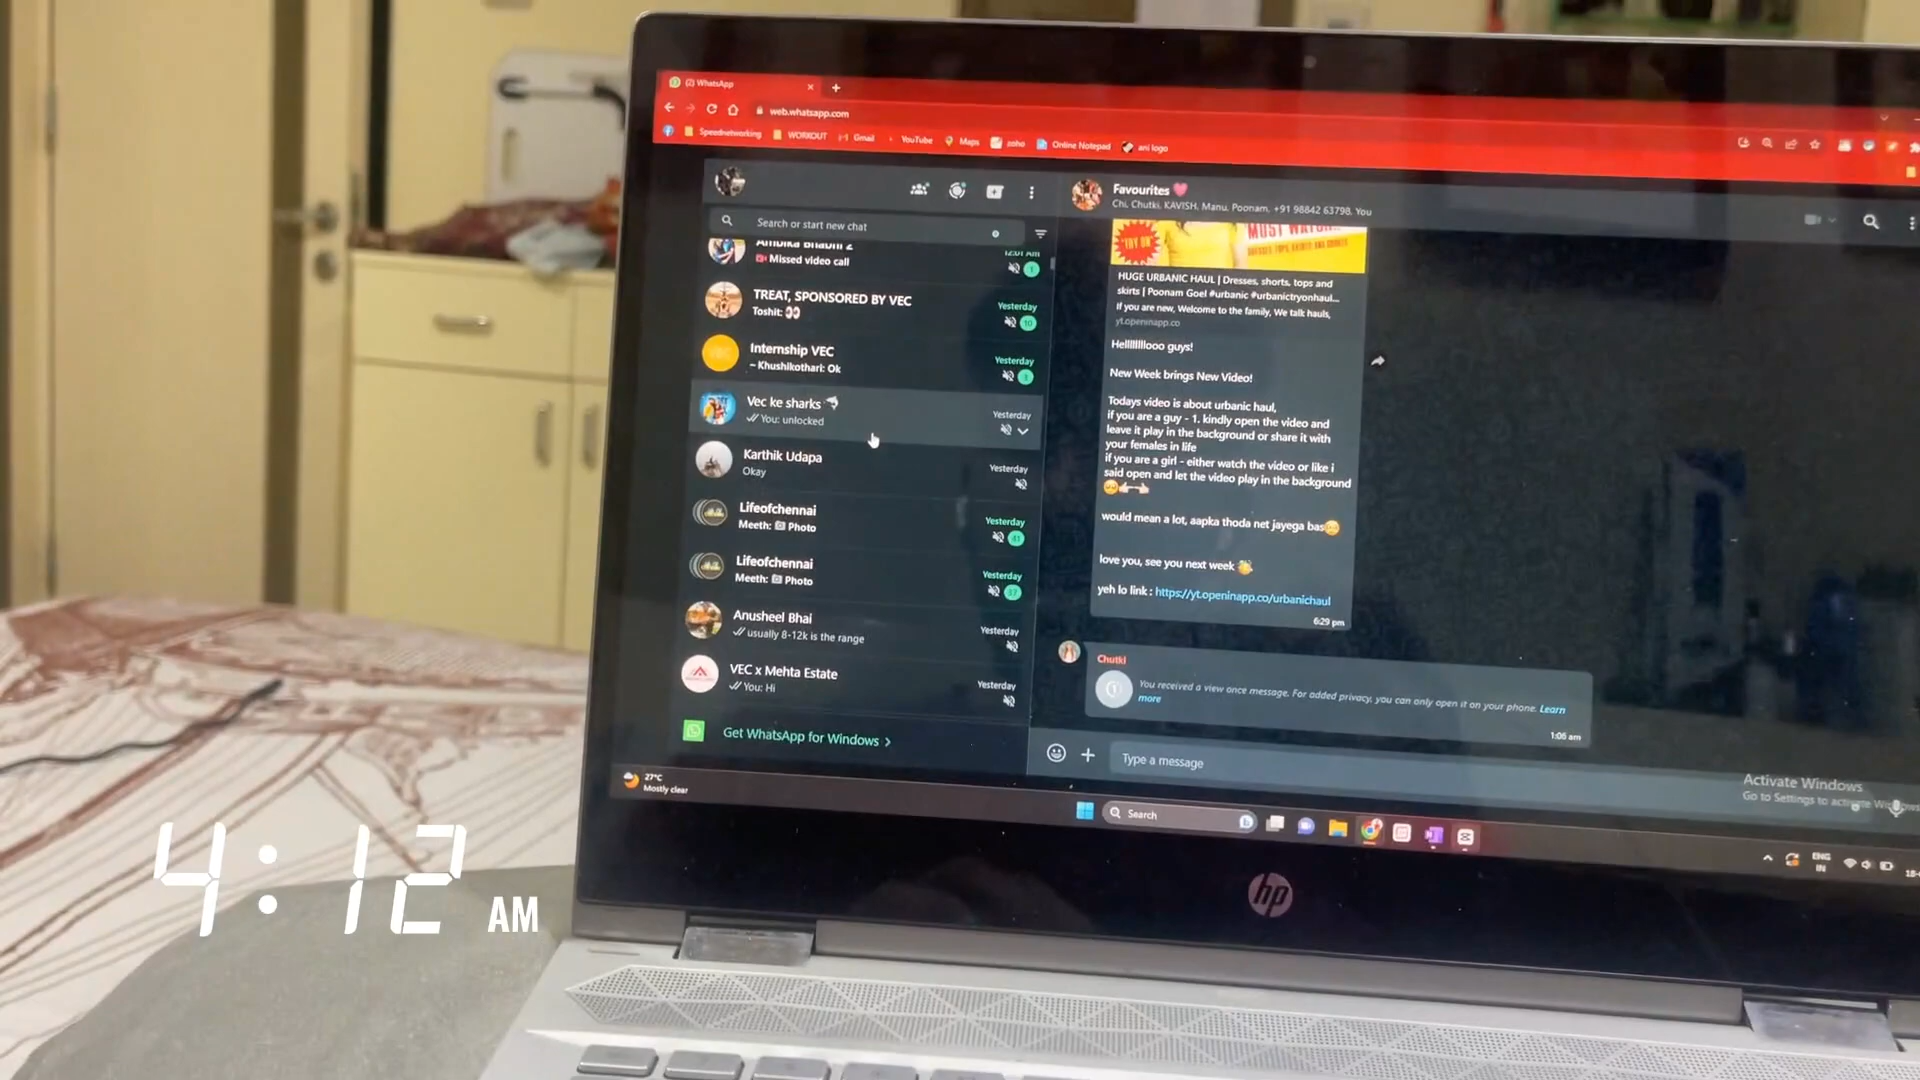 (2) WhatsApp
web.whatsapp.com
Speednetworking WORKOUT Gmail YouTube Maps zoho Online Notepad ani logo
Search or start new chat
Ambika Bhabhi 2
12:01 AM
Missed video call
1
TREAT, SPONSORED BY VEC
Yesterday
Toshit: 👀
10
Internship VEC
Yesterday
~ Khushikothari: Ok
Vec ke sharks 🦈
Yesterday
You: unlocked
Karthik Udapa
Yesterday
Okay
Lifeofchennai
Yesterday
Meeth: 📷 Photo
41
Lifeofchennai
Yesterday
Meeth: 📷 Photo
37
Anusheel Bhai
Yesterday
usually 8-12k is the range
VEC x Mehta Estate
Yesterday
You: Hi
Get WhatsApp for Windows
Favourites 💗
Chi, Chutki, KAVISH, Manu, Poonam, +91 98842 63798, You
TRY ON
MUST WATCH...
DRESSES, TOPS, SKIRTS AND SHORTS
HUGE URBANIC HAUL | Dresses, shorts, tops and
skirts | Poonam Goel #urbanic #urbanictryonhaul...
If you are new, Welcome to the family, We talk hauls,
yt.openinapp.co
Helllllllllooo guys!
New Week brings New Video!
Todays video is about urbanic haul,
if you are a guy - 1. kindly open the video and
leave it play in the background or share it with
your females in life
if you are a girl - either watch the video or like i
said open and let the video play in the background
🥺👉👈
would mean a lot, aapka thoda net jayega bas🥺
love you, see you next week 🥳
yeh lo link : https://yt.openinapp.co/urbanichaul
6:29 pm
Chutki
You received a view once message. For added privacy, you can only open it on your phone. Learn
more
1:06 am
Type a message
Activate Windows
Go to Settings to activate Windows
27°C
Mostly clear
Search
ENG
IN
hp
4:12 AM